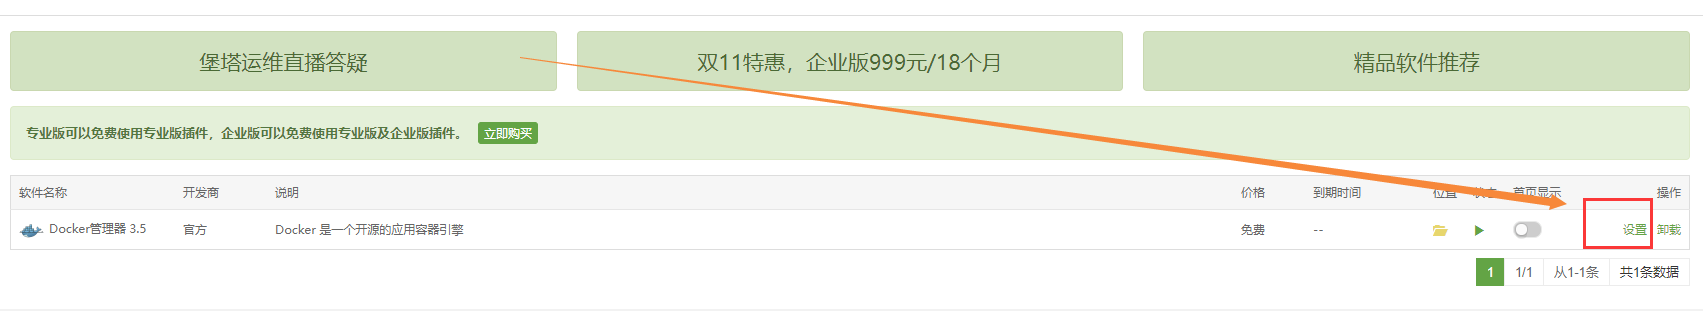 堡塔运维直播答疑
双11特惠，企业版999元/18个月
精品软件推荐
专业版可以免费使用专业版插件，企业版可以免费使用专业版及企业版插件。 立即购买
软件名称 开发商 说明 价格 到期时间 位置 状态 首页显示 操作
Docker管理器 3.5 官方 Docker 是一个开源的应用容器引擎 免费 -- 设置 卸载
1 1/1 从1-1条 共1条数据